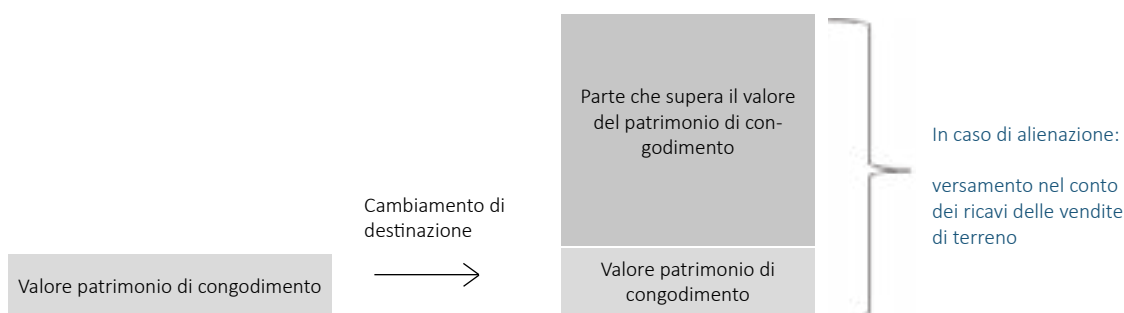 Parte che supera il valore
del patrimonio di con-
godimento
In caso di alienazione:
versamento nel conto
dei ricavi delle vendite
di terreno
Cambiamento di
destinazione
Valore patrimonio di congodimento
Valore patrimonio di
congodimento